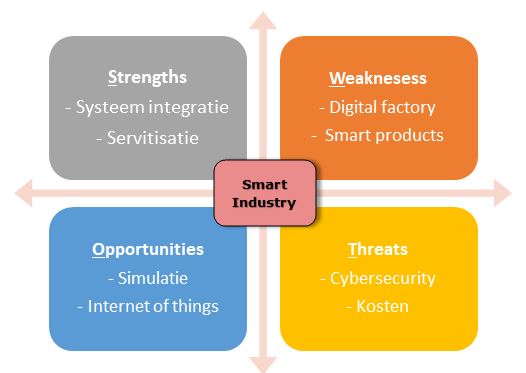 Strengths
- Systeem integratie
- Servitisatie
Weaknesess
- Digital factory
- Smart products
Smart
Industry
Opportunities
- Simulatie
- Internet of things
Threats
- Cybersecurity
- Kosten